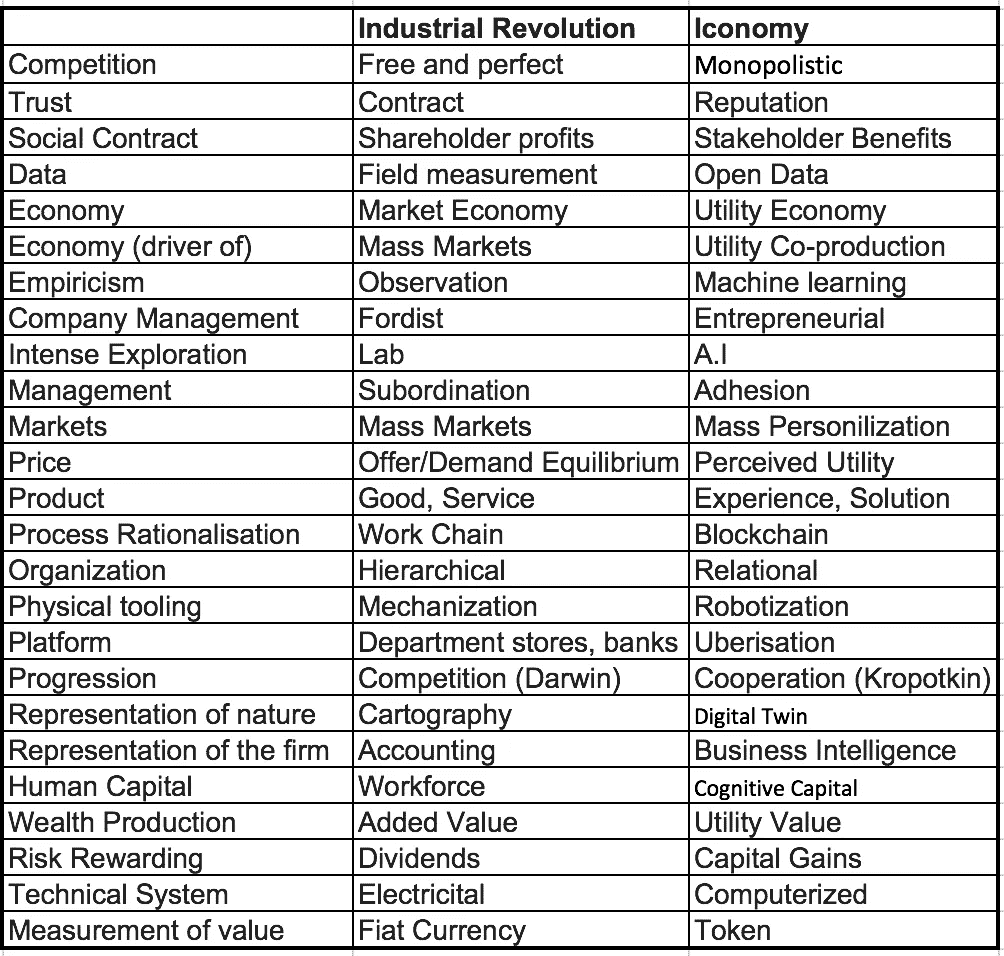 Industrial Revolution Iconomy
Competition Free and perfect Monopolistic
Trust Contract Reputation
Social Contract Shareholder profits Stakeholder Benefits
Data Field measurement Open Data
Economy Market Economy Utility Economy
Economy (driver of) Mass Markets Utility Co-production
Empiricism Observation Machine learning
Company Management Fordist Entrepreneurial
Intense Exploration Lab A.I
Management Subordination Adhesion
Markets Mass Markets Mass Personilization
Price Offer/Demand Equilibrium Perceived Utility
Product Good, Service Experience, Solution
Process Rationalisation Work Chain Blockchain
Organization Hierarchical Relational
Physical tooling Mechanization Robotization
Platform Department stores, banks Uberisation
Progression Competition (Darwin) Cooperation (Kropotkin)
Representation of nature Cartography Digital Twin
Representation of the firm Accounting Business Intelligence
Human Capital Workforce Cognitive Capital
Wealth Production Added Value Utility Value
Risk Rewarding Dividends Capital Gains
Technical System Electricital Computerized
Measurement of value Fiat Currency Token